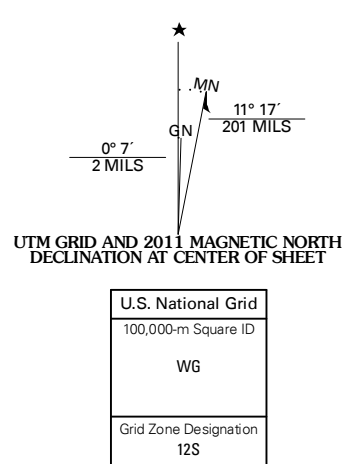 ★
MN
GN
11° 17´
201 MILS
0° 7´
2 MILS
UTM GRID AND 2011 MAGNETIC NORTH
DECLINATION AT CENTER OF SHEET
U.S. National Grid
100,000-m Square ID
WG
Grid Zone Designation
12S